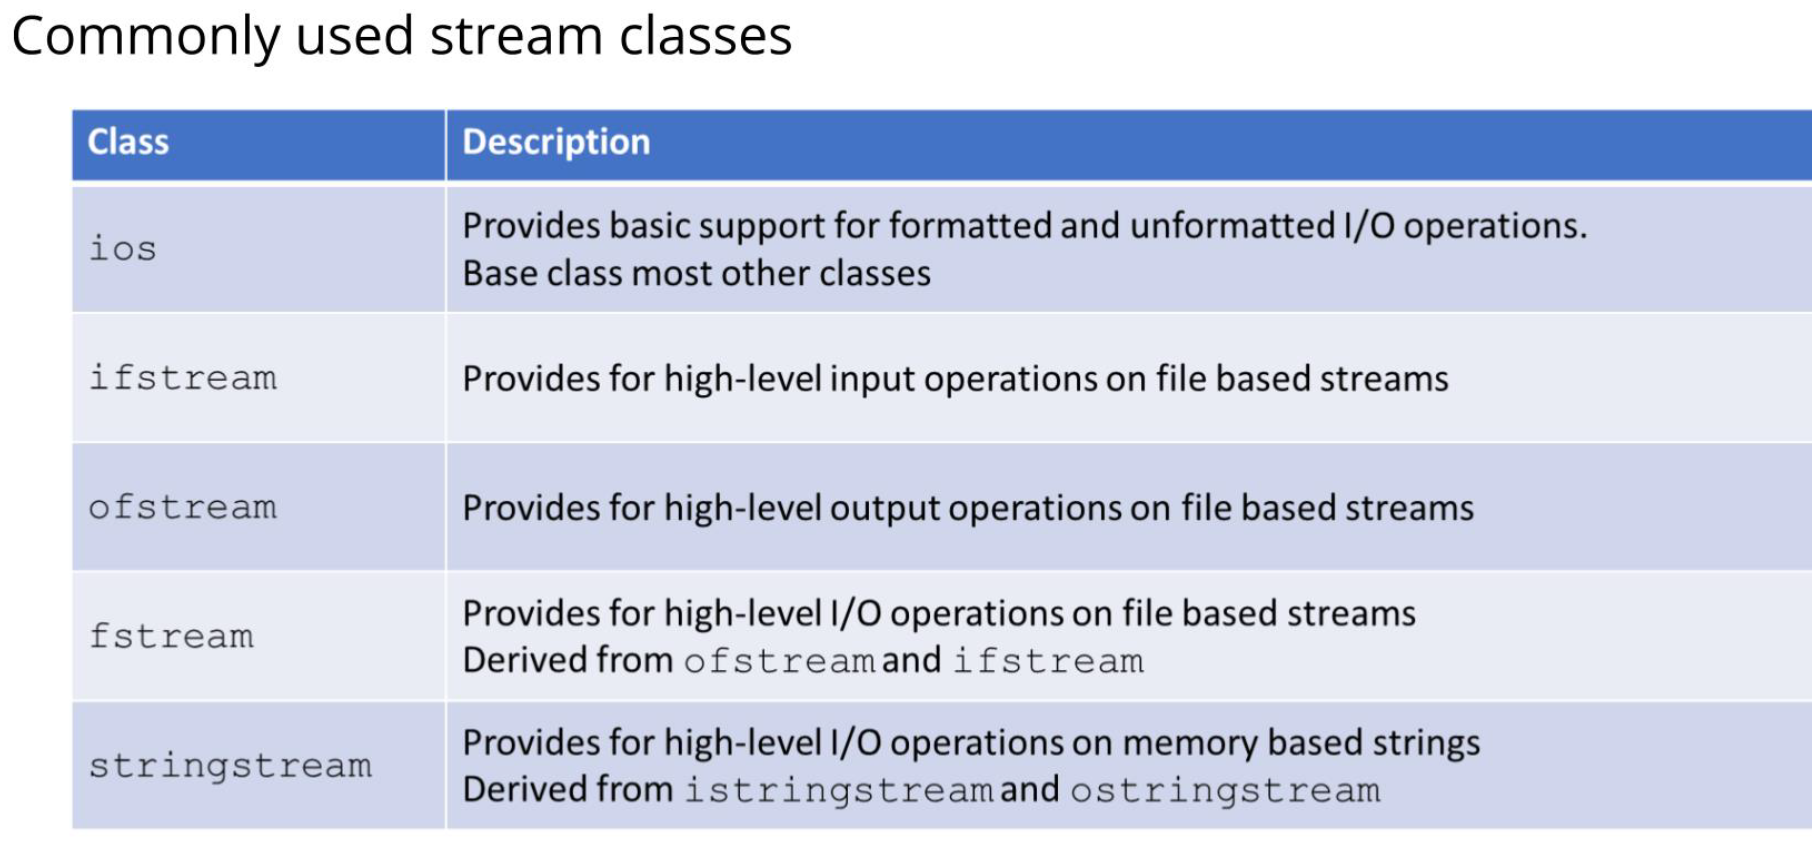 Commonly used stream classes
Class Description
ios
Provides basic support for formatted and unformatted I/O operations.
Base class most other classes
ifstream
Provides for high-level input operations on file based streams
ofstream
Provides for high-level output operations on file based streams
fstream
Provides for high-level I/O operations on file based streams
Derived from ofstream and ifstream
stringstream
Provides for high-level I/O operations on memory based strings
Derived from istringstream and ostringstream